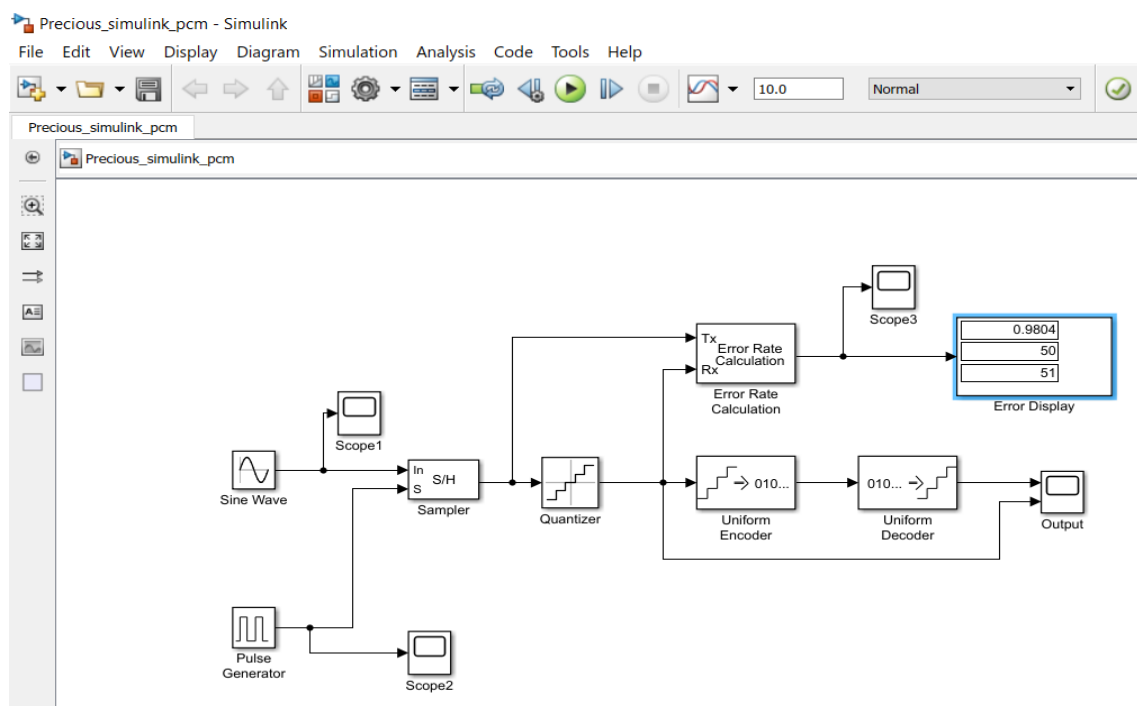 Precious_simulink_pcm - Simulink
File Edit View Display Diagram Simulation Analysis Code Tools Help
10.0
Normal
Precious_simulink_pcm
Precious_simulink_pcm
Scope3
Tx
Rx
Error Rate
Calculation
Error Rate
Calculation
0.9804
50
51
Error Display
Scope1
Sine Wave
In
S
S/H
Sampler
Quantizer
010...
Uniform
Encoder
010...
Uniform
Decoder
Output
Pulse
Generator
Scope2